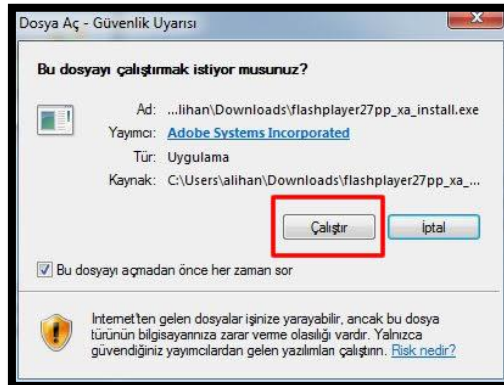 Dosya Aç - Güvenlik Uyarısı
Bu dosyayı çalıştırmak istiyor musunuz?
Ad: ...lihan\Downloads\flashplayer27pp_xa_install.exe
Yayımcı: Adobe Systems Incorporated
Tür: Uygulama
Kaynak: C:\Users\alihan\Downloads\flashplayer27pp_xa_...
Çalıştır İptal
Bu dosyayı açmadan önce her zaman sor
Internet'ten gelen dosyalar işinize yarayabilir, ancak bu dosya
türünün bilgisayarınıza zarar verme olasılığı vardır. Yalnızca
güvendiğiniz yayımcılardan gelen yazılımları çalıştırın. Risk nedir?